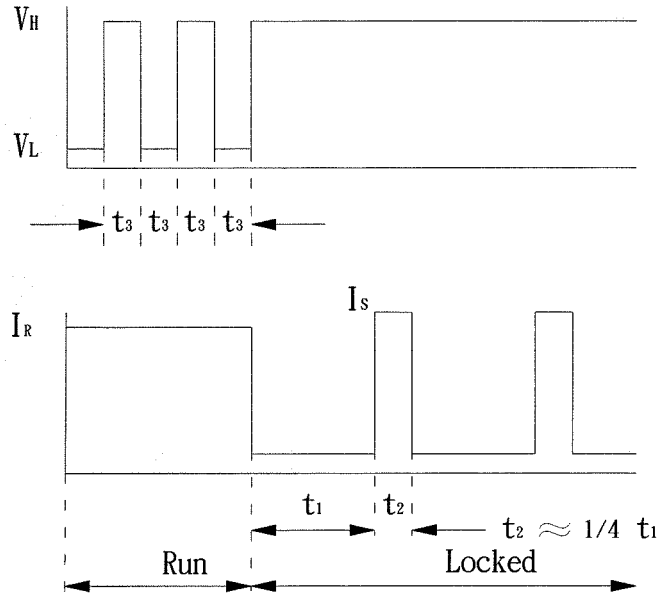 VH
VL
t3 t3 t3 t3
IS
IR
t1 t2
t2 ≈ 1/4 t1
Run Locked